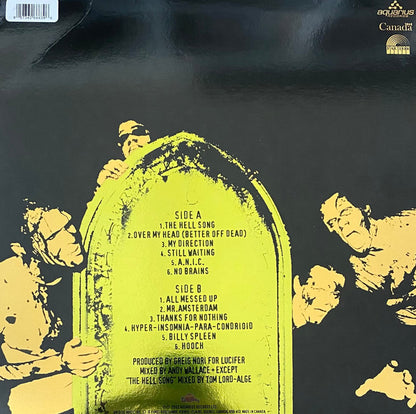 aquarius
Canada
SIDE A
1.THE HELL SONG
2.OVER MY HEAD (BETTER OFF DEAD)
3.MY DIRECTION
4.STILL WAITING
5.A.N.I.C.
6.NO BRAINS
SIDE B
1.ALL MESSED UP
2.MR.AMSTERDAM
3.THANKS FOR NOTHING
4.HYPER-INSOMNIA-PARA-CONDRIOID
5.BILLY SPLEEN
6.HOOCH
PRODUCED BY GREIG NORI FOR LUCIFER
MIXED BY ANDY WALLACE EXCEPT
"THE HELL SONG" MIXED BY TOM LORD-ALGE